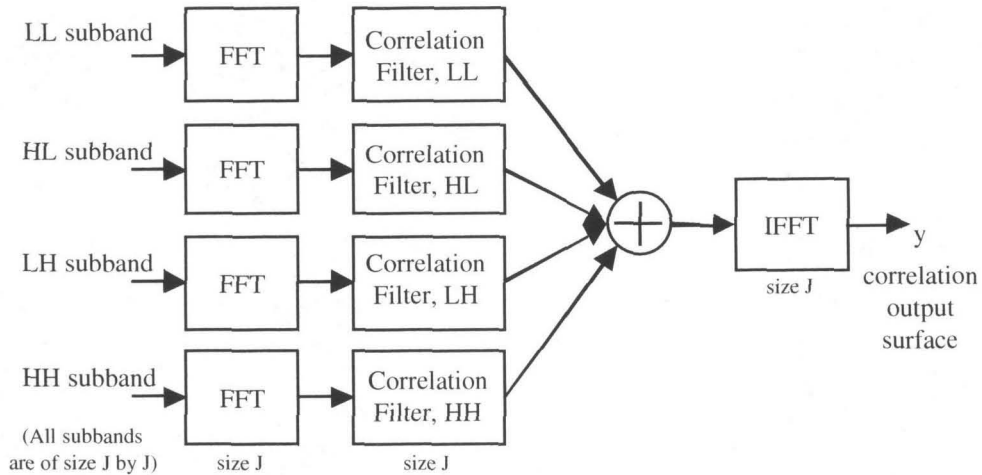 LL subband
FFT
Correlation
Filter, LL
HL subband
FFT
Correlation
Filter, HL
LH subband
FFT
Correlation
Filter, LH
HH subband
FFT
Correlation
Filter, HH
(All subbands
are of size J by J)
size J
size J
IFFT
size J
y
correlation
output
surface